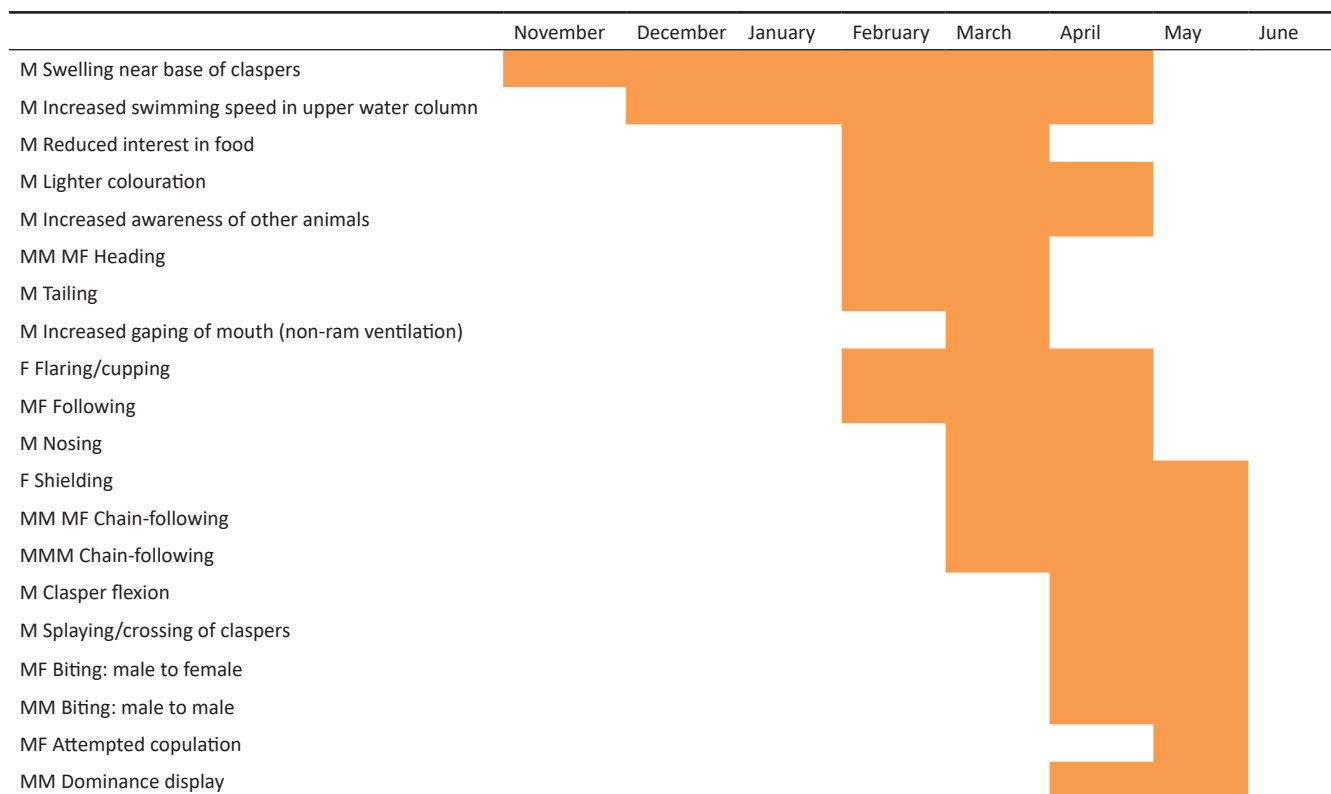 November December January February March April May June
M Swelling near base of claspers
M Increased swimming speed in upper water column
M Reduced interest in food
M Lighter colouration
M Increased awareness of other animals
MM MF Heading
M Tailing
M Increased gaping of mouth (non-ram ventilation)
F Flaring/cupping
MF Following
M Nosing
F Shielding
MM MF Chain-following
MMM Chain-following
M Clasper flexion
M Splaying/crossing of claspers
MF Biting: male to female
MM Biting: male to male
MF Attempted copulation
MM Dominance display